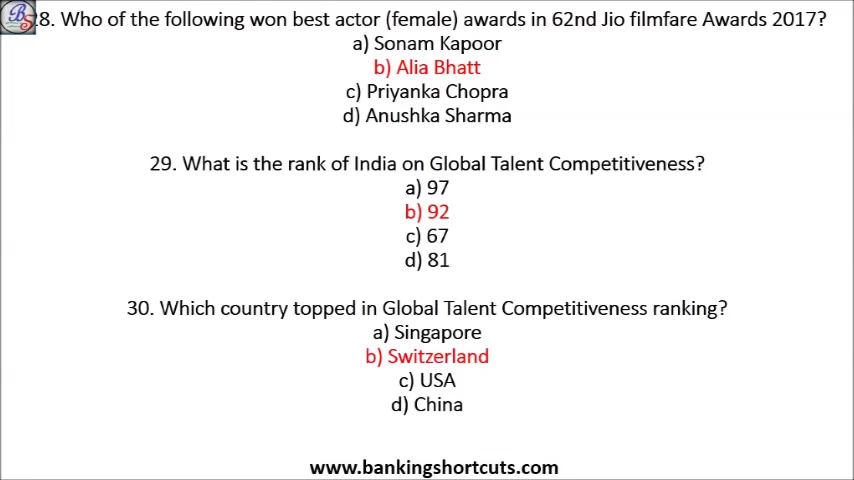 28. Who of the following won best actor (female) awards in 62nd Jio filmfare Awards 2017?
a) Sonam Kapoor
b) Alia Bhatt
c) Priyanka Chopra
d) Anushka Sharma
29. What is the rank of India on Global Talent Competitiveness?
a) 97
b) 92
c) 67
d) 81
30. Which country topped in Global Talent Competitiveness ranking?
a) Singapore
b) Switzerland
c) USA
d) China
www.bankingshortcuts.com